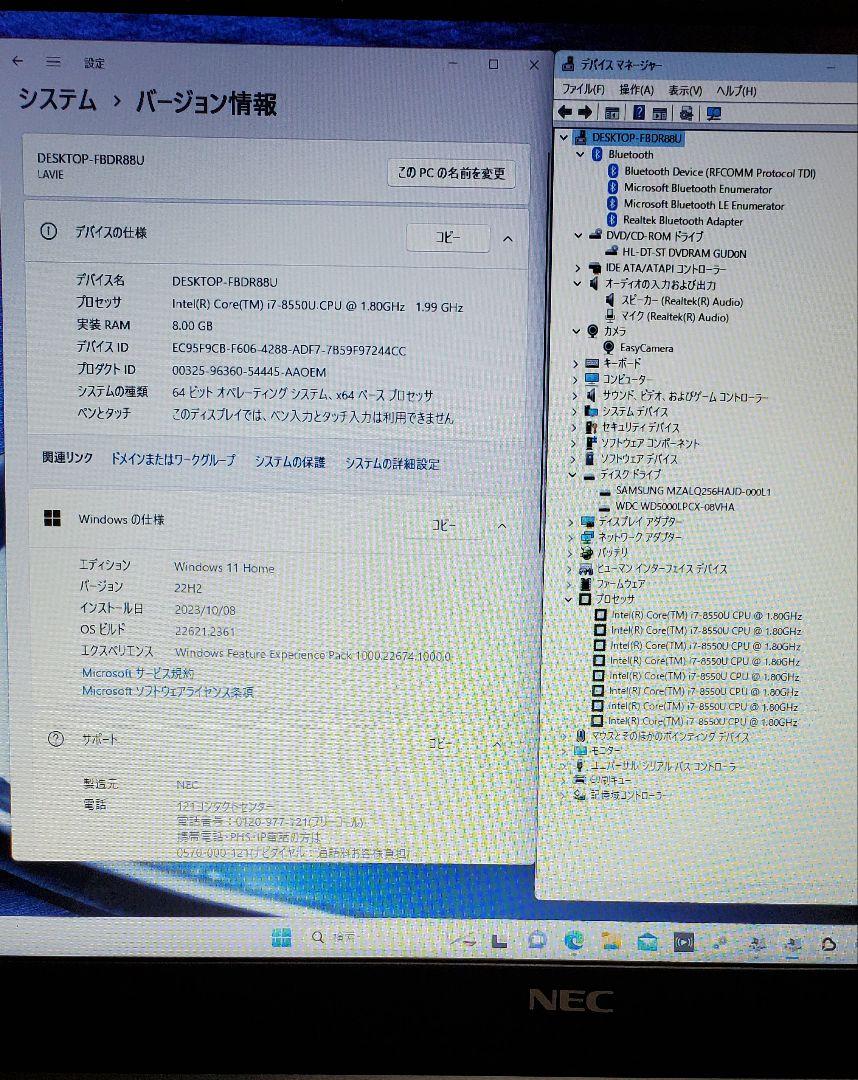 設定
システム › バージョン情報
DESKTOP-FBDR88U
LAVIE
この PC の名前を変更
デバイスの仕様
コピー
デバイス名 DESKTOP-FBDR88U
プロセッサ Intel(R) Core(TM) i7-8550U CPU @ 1.80GHz 1.99 GHz
実装 RAM 8.00 GB
デバイス ID EC95F9CB-F606-4288-ADF7-7B59F97244CC
プロダクト ID 00325-96360-54445-AAOEM
システムの種類 64 ビット オペレーティング システム、x64 ベース プロセッサ
ペンとタッチ このディスプレイでは、ペン入力とタッチ入力は利用できません
関連リンク ドメインまたはワークグループ システムの保護 システムの詳細設定
Windows の仕様
コピー
エディション Windows 11 Home
バージョン 22H2
インストール日 2023/10/08
OS ビルド 22621.2361
エクスペリエンス Windows Feature Experience Pack 1000.22674.1000.0
Microsoft サービス規約
Microsoft ソフトウェアライセンス条項
サポート
コピー
製造元 NEC
電話 121コンタクトセンター
電話番号：0120-977-121(フリーコール)
携帯電話・PHS・IP電話の方は
0570-000-121(ナビダイヤル：通話料お客様負担)
デバイス マネージャー
ファイル(F) 操作(A) 表示(V) ヘルプ(H)
DESKTOP-FBDR88U
Bluetooth
Bluetooth Device (RFCOMM Protocol TDI)
Microsoft Bluetooth Enumerator
Microsoft Bluetooth LE Enumerator
Realtek Bluetooth Adapter
DVD/CD-ROM ドライブ
HL-DT-ST DVDRAM GUD0N
IDE ATA/ATAPI コントローラー
オーディオの入力および出力
スピーカー (Realtek(R) Audio)
マイク (Realtek(R) Audio)
カメラ
EasyCamera
キーボード
コンピューター
サウンド、ビデオ、およびゲーム コントローラー
システム デバイス
セキュリティ デバイス
ソフトウェア コンポーネント
ソフトウェア デバイス
ディスク ドライブ
SAMSUNG MZALQ256HAJD-000L1
WDC WD5000LPCX-08VHA
ディスプレイ アダプター
ネットワーク アダプター
バッテリ
ヒューマン インターフェイス デバイス
ファームウェア
プロセッサ
Intel(R) Core(TM) i7-8550U CPU @ 1.80GHz
Intel(R) Core(TM) i7-8550U CPU @ 1.80GHz
Intel(R) Core(TM) i7-8550U CPU @ 1.80GHz
Intel(R) Core(TM) i7-8550U CPU @ 1.80GHz
Intel(R) Core(TM) i7-8550U CPU @ 1.80GHz
Intel(R) Core(TM) i7-8550U CPU @ 1.80GHz
Intel(R) Core(TM) i7-8550U CPU @ 1.80GHz
Intel(R) Core(TM) i7-8550U CPU @ 1.80GHz
マウスとそのほかのポインティング デバイス
モニター
ユニバーサル シリアル バス コントローラー
印刷キュー
記憶域コントローラー
検索
NEC